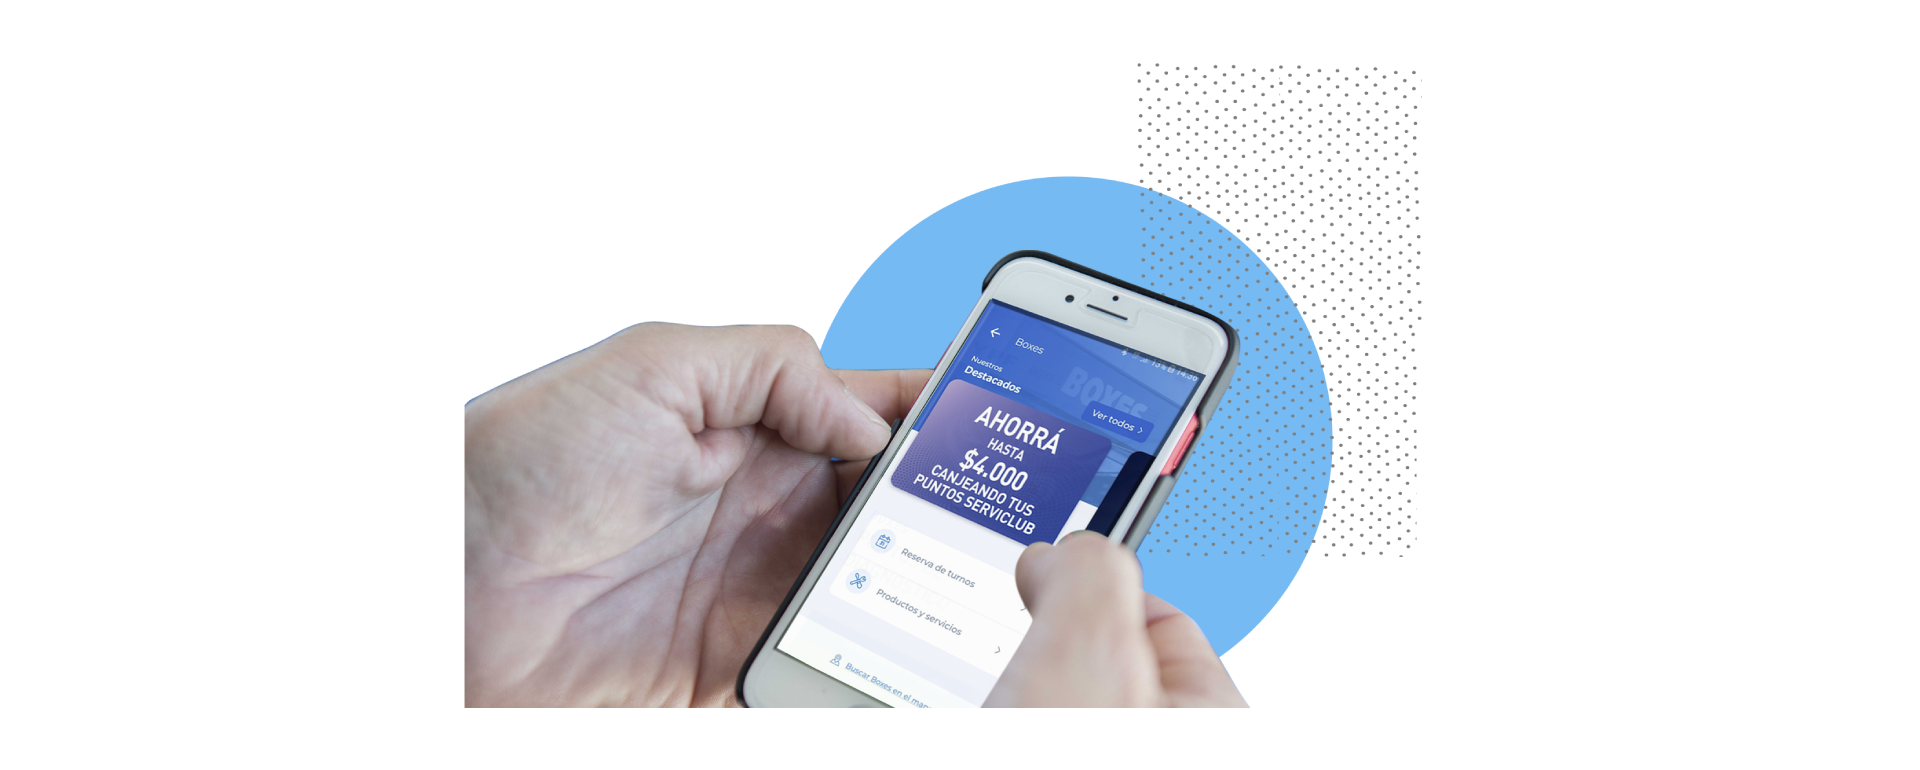 Boxes
Nuestros
Destacados
BOXES
Ver todos
AHORRÁ
HASTA
$4.000
CANJEANDO TUS
PUNTOS SERVICLUB
Reserva de turnos
Productos y servicios
Buscar Boxes en el